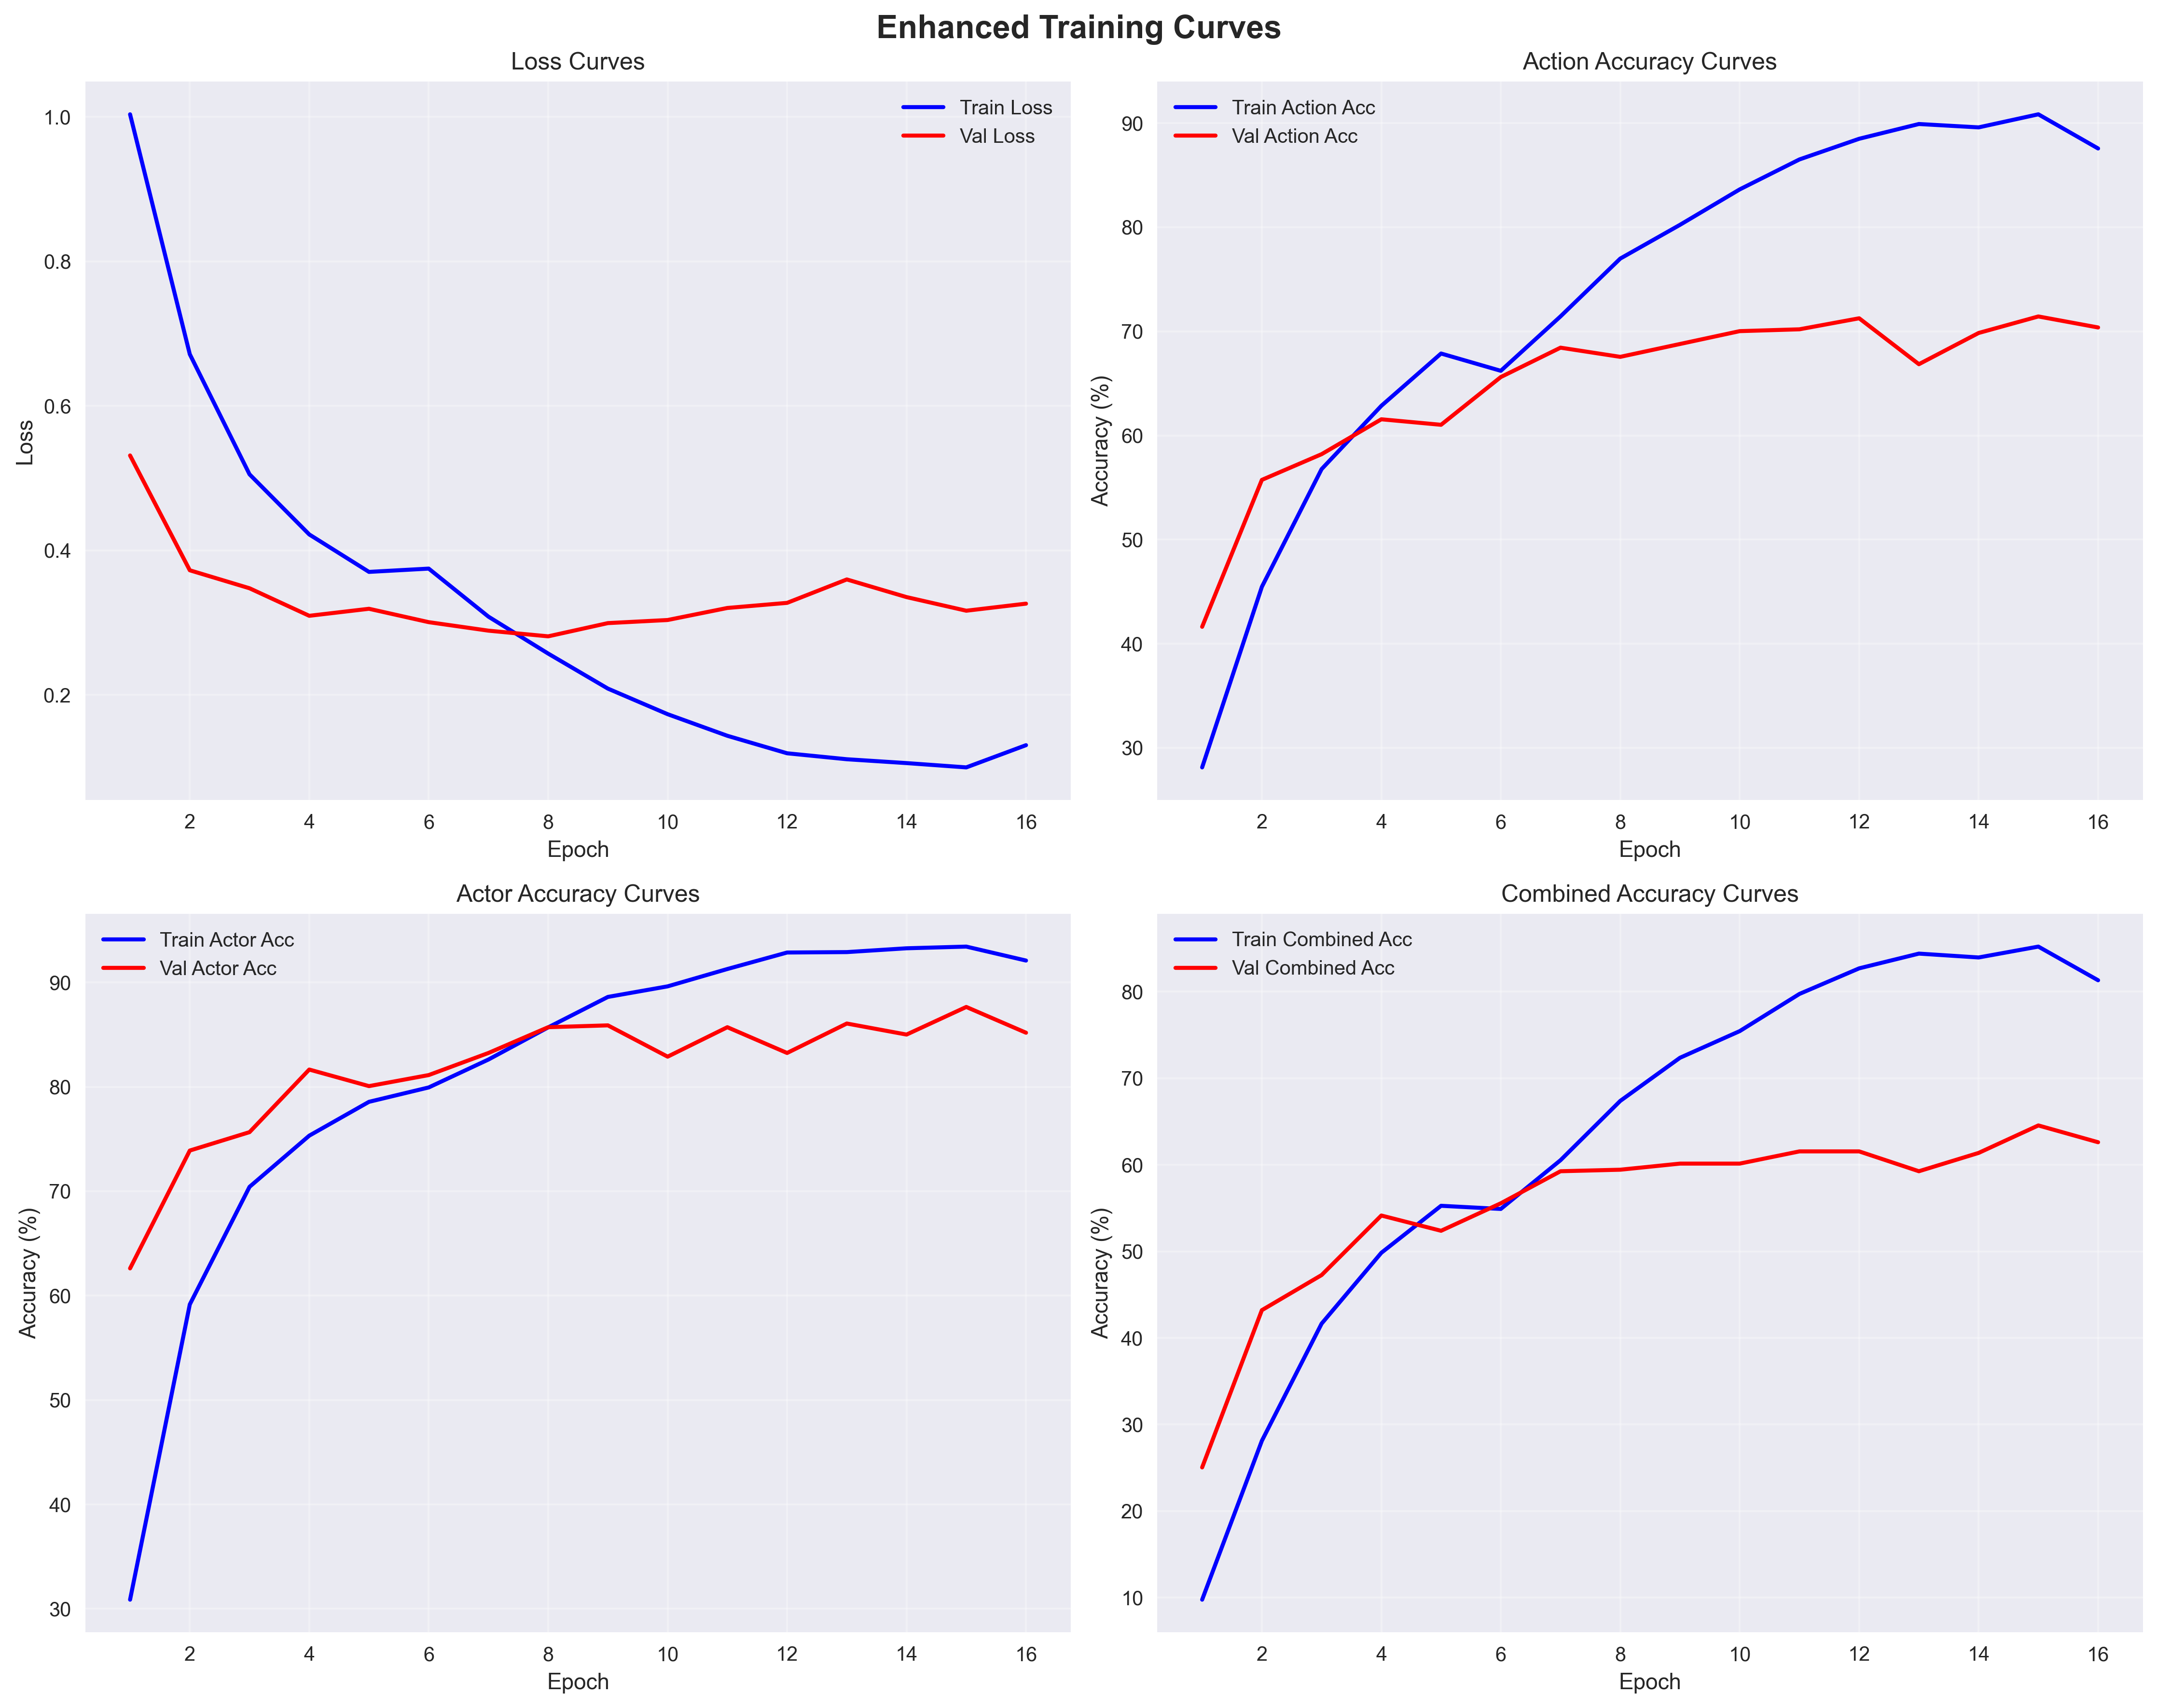 Enhanced Training Curves
Loss Curves
Train Loss
Val Loss
1.0
0.8
0.6
0.4
0.2
Loss
2 4 6 8 10 12 14 16
Epoch
Action Accuracy Curves
Train Action Acc
Val Action Acc
90
80
70
60
50
40
30
Accuracy (%)
2 4 6 8 10 12 14 16
Epoch
Actor Accuracy Curves
Train Actor Acc
Val Actor Acc
90
80
70
60
50
40
30
Accuracy (%)
2 4 6 8 10 12 14 16
Epoch
Combined Accuracy Curves
Train Combined Acc
Val Combined Acc
80
70
60
50
40
30
20
10
Accuracy (%)
2 4 6 8 10 12 14 16
Epoch